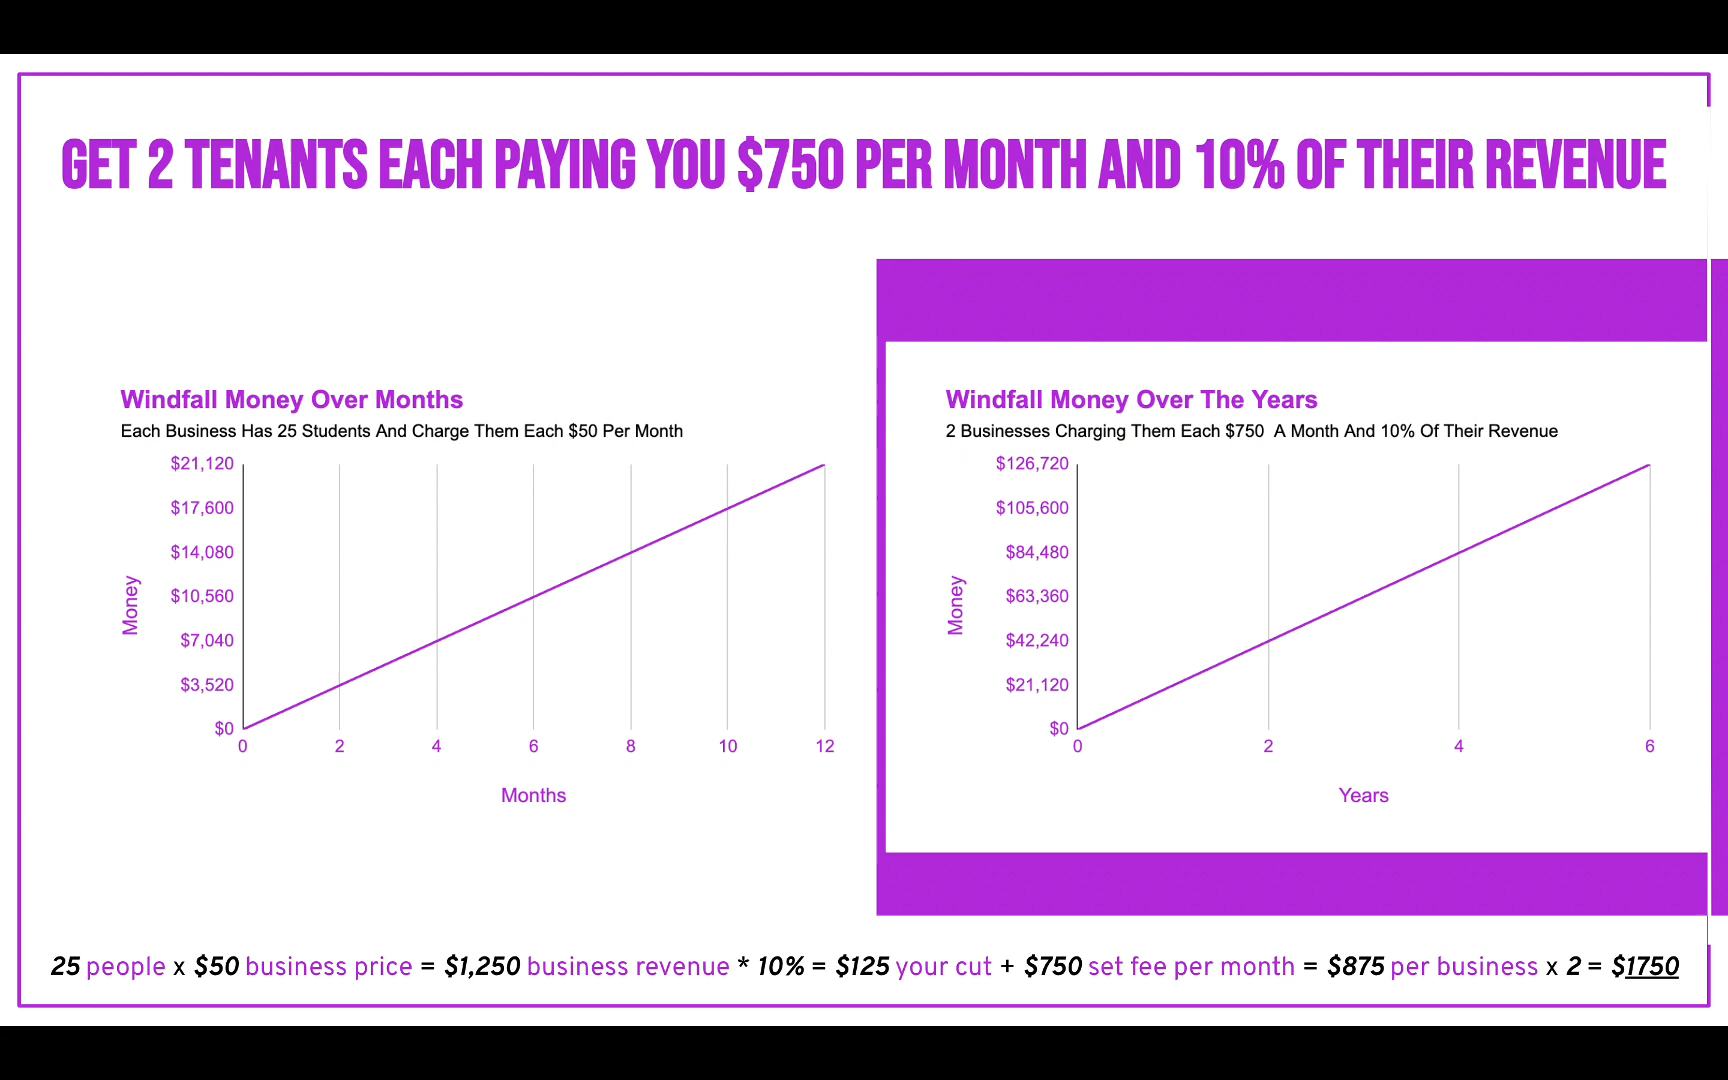 GET 2 TENANTS EACH PAYING YOU $750 PER MONTH AND 10% OF THEIR REVENUE
Windfall Money Over Months
Each Business Has 25 Students And Charge Them Each $50 Per Month
$21,120
$17,600
$14,080
$10,560
$7,040
$3,520
$0
Money
0 2 4 6 8 10 12
Months
Windfall Money Over The Years
2 Businesses Charging Them Each $750 A Month And 10% Of Their Revenue
$126,720
$105,600
$84,480
$63,360
$42,240
$21,120
$0
Money
0 2 4 6
Years
25 people x $50 business price = $1,250 business revenue * 10% = $125 your cut + $750 set fee per month = $875 per business x 2 = $1750